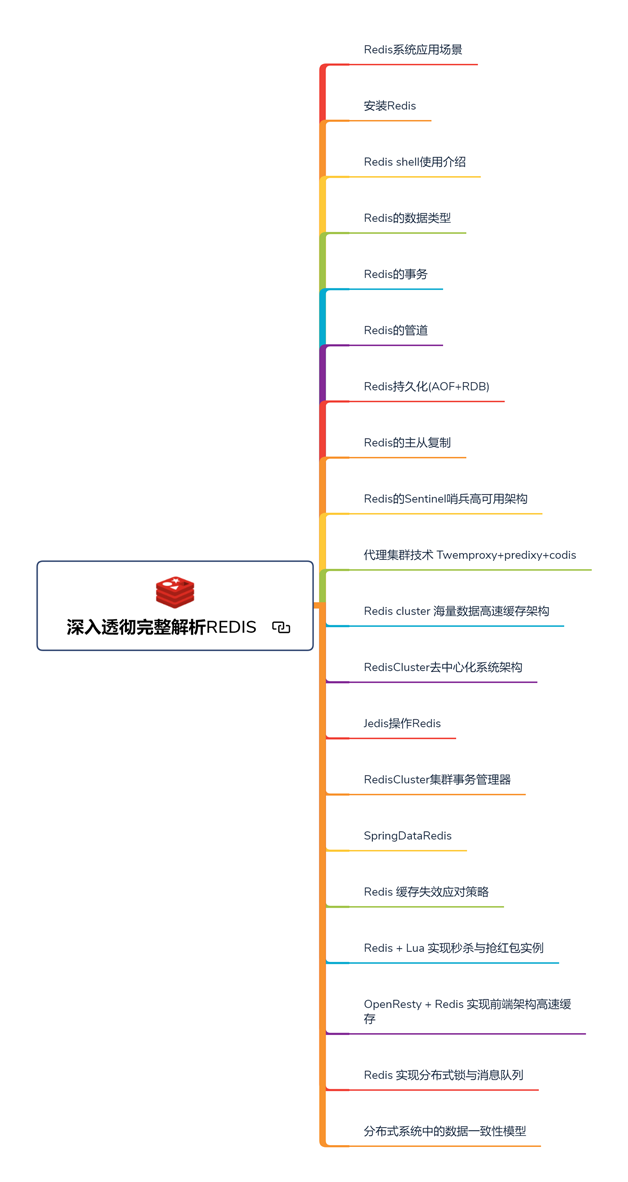 Redis系统应用场景
安装Redis
Redis shell使用介绍
Redis的数据类型
Redis的事务
Redis的管道
Redis持久化(AOF+RDB)
Redis的主从复制
Redis的Sentinel哨兵高可用架构
代理集群技术 Twemproxy+predixy+codis
深入透彻完整解析REDIS
Redis cluster 海量数据高速缓存架构
RedisCluster去中心化系统架构
Jedis操作Redis
RedisCluster集群事务管理器
SpringDataRedis
Redis 缓存失效应对策略
Redis + Lua 实现秒杀与抢红包实例
OpenResty + Redis 实现前端架构高速缓
存
Redis 实现分布式锁与消息队列
分布式系统中的数据一致性模型